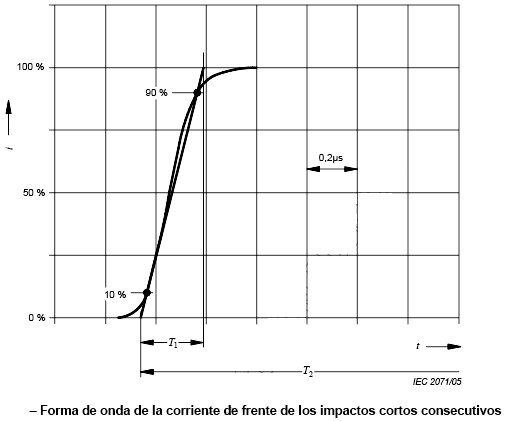 100 %
90 %
i
0,2µs
50 %
10 %
0 %
T1
t
T2
IEC 2071/05
– Forma de onda de la corriente de frente de los impactos cortos consecutivos